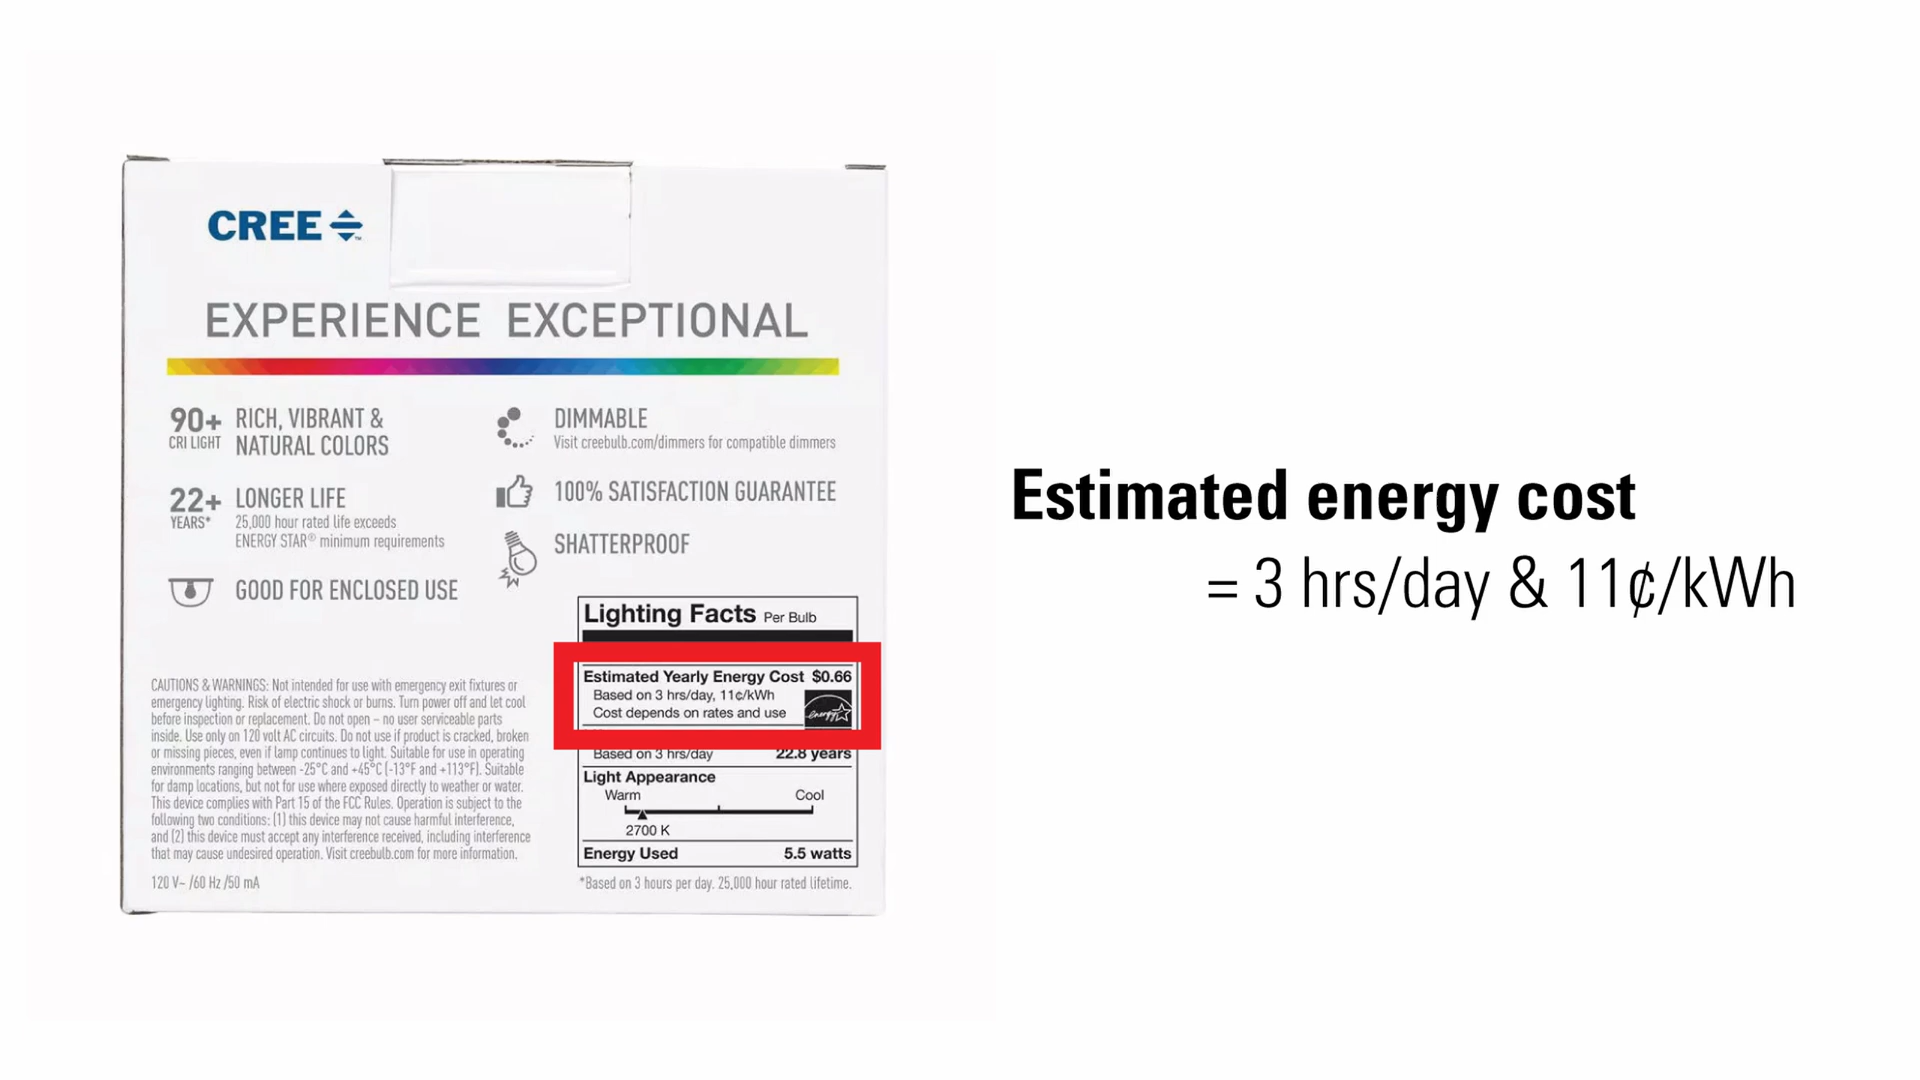 CREE
EXPERIENCE EXCEPTIONAL
90+
CRI LIGHT
RICH, VIBRANT &
NATURAL COLORS
22+
YEARS*
LONGER LIFE
25,000 hour rated life exceeds
ENERGY STAR® minimum requirements
GOOD FOR ENCLOSED USE
DIMMABLE
Visit creebulb.com/dimmers for compatible dimmers
100% SATISFACTION GUARANTEE
SHATTERPROOF
CAUTIONS & WARNINGS: Not intended for use with emergency exit fixtures or
emergency lighting. Risk of electric shock or burns. Turn power off and let cool
before inspection or replacement. Do not open – no user serviceable parts
inside. Use only on 120 volt AC circuits. Do not use if product is cracked, broken
or missing pieces, even if lamp continues to light. Suitable for use in operating
environments ranging between -25°C and +45°C (-13°F and +113°F). Suitable
for damp locations, but not for use where exposed directly to weather or water.
This device complies with Part 15 of the FCC Rules. Operation is subject to the
following two conditions: (1) this device may not cause harmful interference,
and (2) this device must accept any interference received, including interference
that may cause undesired operation. Visit creebulb.com for more information.
120 V~ /60 Hz /50 mA
Lighting Facts Per Bulb
Estimated Yearly Energy Cost $0.66
Based on 3 hrs/day, 11¢/kWh
Cost depends on rates and use
energy
Based on 3 hrs/day 22.8 years
Light Appearance
Warm Cool
2700 K
Energy Used 5.5 watts
*Based on 3 hours per day. 25,000 hour rated lifetime.
Estimated energy cost
= 3 hrs/day & 11¢/kWh